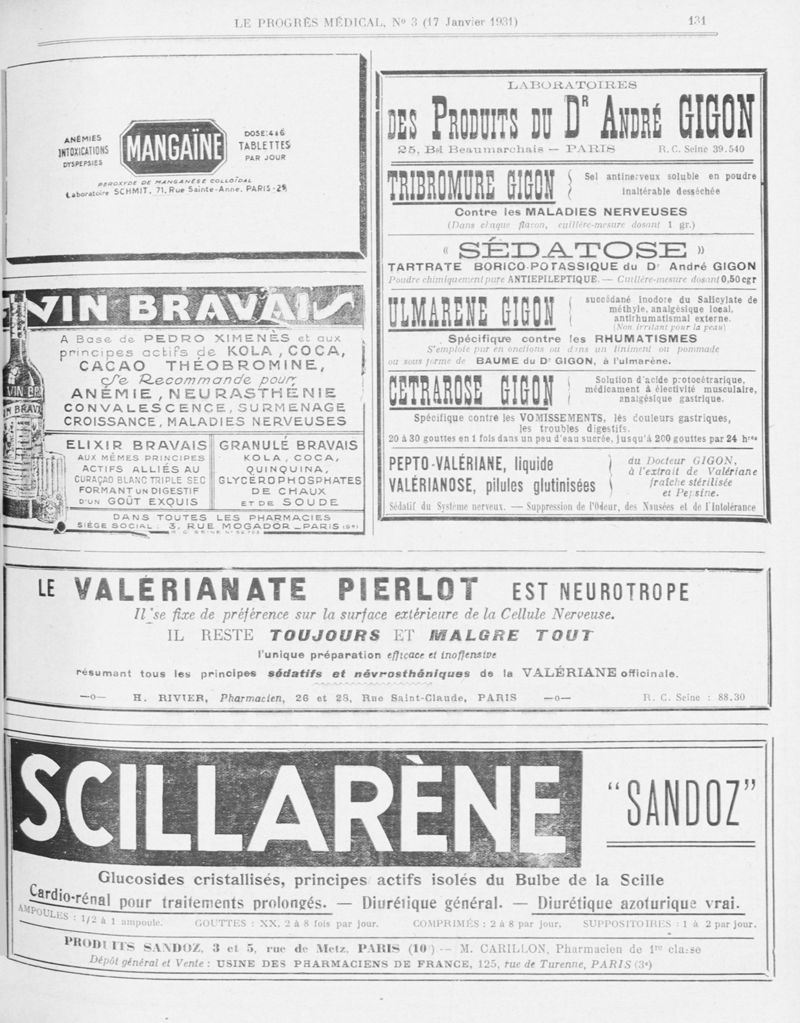 LE PROGRÈS MÉDICAL, No 3 (17 Janvier 1931) 131
ANÉMIES
INTOXICATIONS
DYSPEPSIES
MANGAÏNE
DOSE: 4 à 6
TABLETTES
PAR JOUR
PEROXYDE DE MANGANÈSE COLLOÏDAL
Laboratoire SCHMIT, 71, Rue Sainte-Anne, PARIS-2e
VIN BRAVAIS
A Base de PEDRO XIMENÈS et aux
principes actifs de KOLA, COCA,
CACAO THÉOBROMINE,
Se Recommande pour
ANÉMIE, NEURASTHÉNIE
CONVALESCENCE, SURMENAGE
CROISSANCE, MALADIES NERVEUSES
VIN BR
VIN BRAVA
ELIXIR BRAVAIS
AUX MÊMES PRINCIPES
ACTIFS ALLIÉS AU
CURAÇAO BLANC TRIPLE SEC
FORMANT UN DIGESTIF
D'UN GOÛT EXQUIS
GRANULÉ BRAVAIS
KOLA, COCA,
QUINQUINA,
GLYCÉROPHOSPHATES
DE CHAUX
ET DE SOUDE
DANS TOUTES LES PHARMACIES
SIÈGE SOCIAL: 3, RUE MOGADOR_PARIS (9e)
LABORATOIRES
DES PRODUITS DU Dr ANDRÉ GIGON
25, Bd Beaumarchais — PARIS R. C. Seine 39.540
TRIBROMURE GIGON
Sel antinerveux soluble en poudre
inaltérable desséchée
Contre les MALADIES NERVEUSES
(Dans chaque flacon, cuillère-mesure dosant 1 gr.)
« SÉDATOSE »
TARTRATE BORICO-POTASSIQUE du Dr André GIGON
Poudre chimiquement pure ANTIEPILEPTIQUE. — Cuillère-mesure dosant 0,50 cgr
ULMARÈNE GIGON
succédané inodore du Salicylate de
méthyle, analgésique local,
antirhumatismal externe.
(Non irritant pour la peau)
Spécifique contre les RHUMATISMES
S'emploie pur en onctions ou dans un liniment ou pommade
ou sous forme de BAUME du Dr GIGON, à l'ulmarène.
CÉTRAROSE GIGON
Solution d'acide protocétrarique,
médicament à électivité musculaire,
analgésique gastrique.
Spécifique contre les VOMISSEMENTS, les douleurs gastriques,
les troubles digestifs.
20 à 30 gouttes en 1 fois dans un peu d'eau sucrée, jusqu'à 200 gouttes par 24 hres
PEPTO-VALÉRIANE, liquide
VALÉRIANOSE, pilules glutinisées
du Docteur GIGON,
à l'extrait de Valériane
fraîche stérilisée
et Pepsine.
Sédatif du Système nerveux. — Suppression de l'Odeur, des Nausées et de l'Intolérance
LE VALÉRIANATE PIERLOT EST NEUROTROPE
Il se fixe de préférence sur la surface extérieure de la Cellule Nerveuse.
IL RESTE TOUJOURS ET MALGRE TOUT
l'unique préparation efficace et inoffensive
résumant tous les principes sédatifs et névrosthéniques de la VALÉRIANE officinale.
—o— H. RIVIER, Pharmacien, 26 et 28, Rue Saint-Claude, PARIS —o— R. C. Seine : 88.30
SCILLARÈNE "SANDOZ"
Glucosides cristallisés, principes actifs isolés du Bulbe de la Scille
Cardio-rénal pour traitements prolongés. — Diurétique général. — Diurétique azoturique vrai.
AMPOULES : 1/2 à 1 ampoule. GOUTTES : XX, 2 à 8 fois par jour. COMPRIMÉS : 2 à 8 par jour. SUPPOSITOIRES : 1 à 2 par jour.
PRODUITS SANDOZ, 3 et 5, rue de Metz, PARIS (10e) — M. CARILLON, Pharmacien de 1re classe
Dépôt général et Vente : USINE DES PHARMACIENS DE FRANCE, 125, rue de Turenne, PARIS (3e)